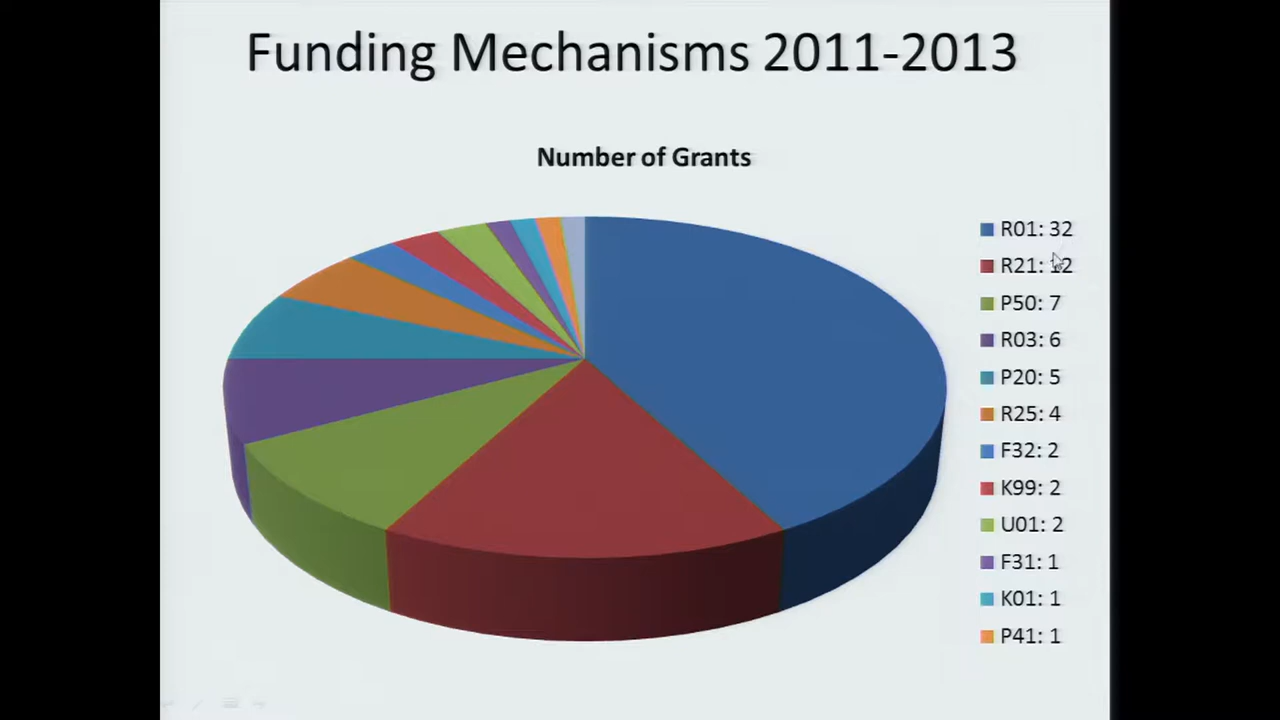 Funding Mechanisms 2011-2013
Number of Grants
R01: 32
R21: 12
P50: 7
R03: 6
P20: 5
R25: 4
F32: 2
K99: 2
U01: 2
F31: 1
K01: 1
P41: 1